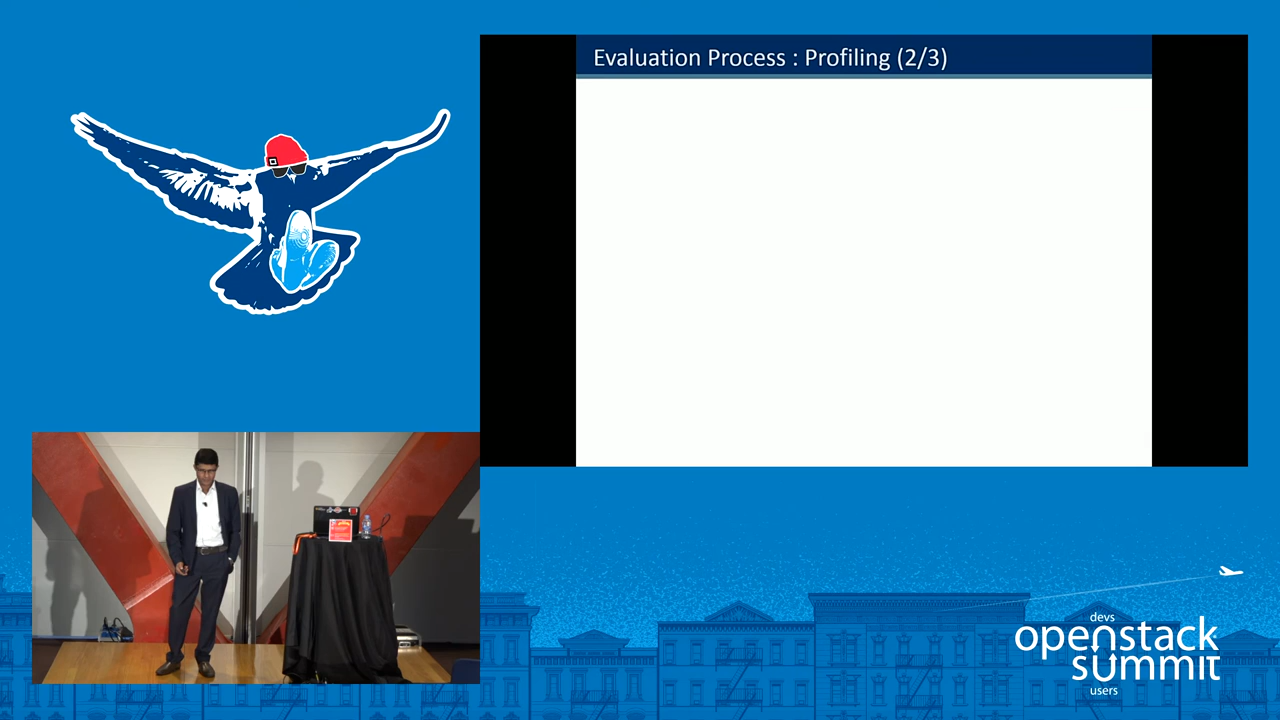 Evaluation Process : Profiling (2/3)
devs
openstack
summit
users